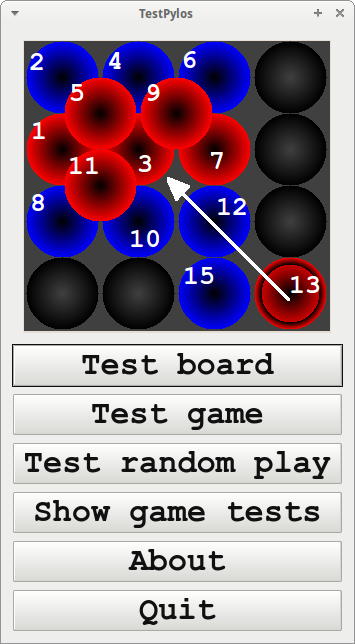 TestPylos
2 4 6
5 9
1 3 7
11
8 10 12
15 13
Test board
Test game
Test random play
Show game tests
About
Quit